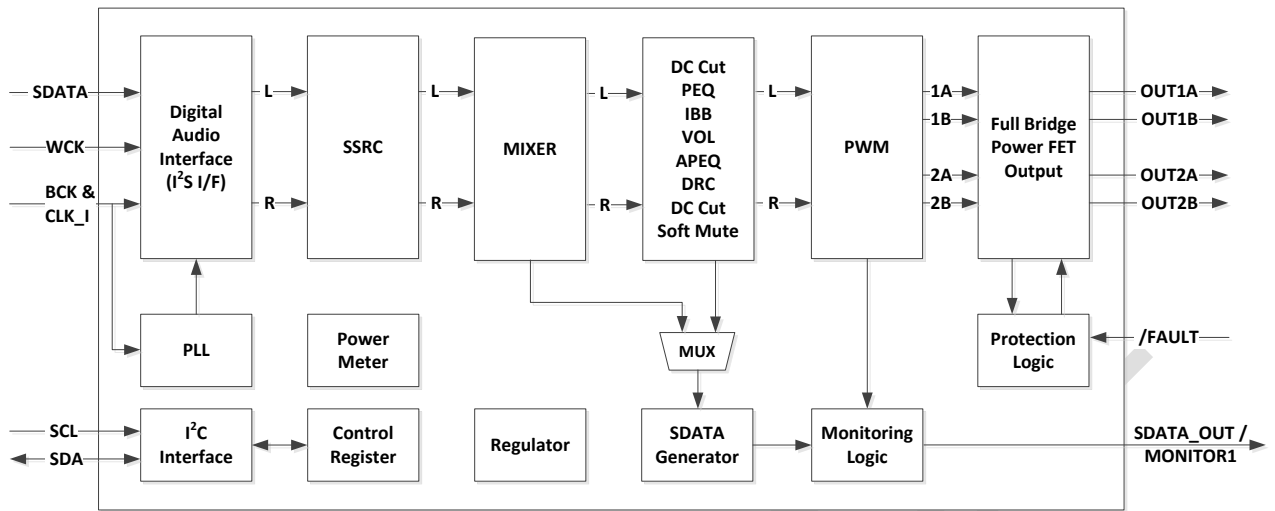 SDATA
WCK
BCK &
CLK_I
Digital
Audio
Interface
(I²S I/F)
L
R
SSRC
L
R
MIXER
L
R
DC Cut
PEQ
IBB
VOL
APEQ
DRC
DC Cut
Soft Mute
L
R
PWM
1A
1B
2A
2B
Full Bridge
Power FET
Output
OUT1A
OUT1B
OUT2A
OUT2B
PLL
Power
Meter
MUX
Protection
Logic
/FAULT
SCL
SDA
I²C
Interface
Control
Register
Regulator
SDATA
Generator
Monitoring
Logic
SDATA_OUT /
MONITOR1